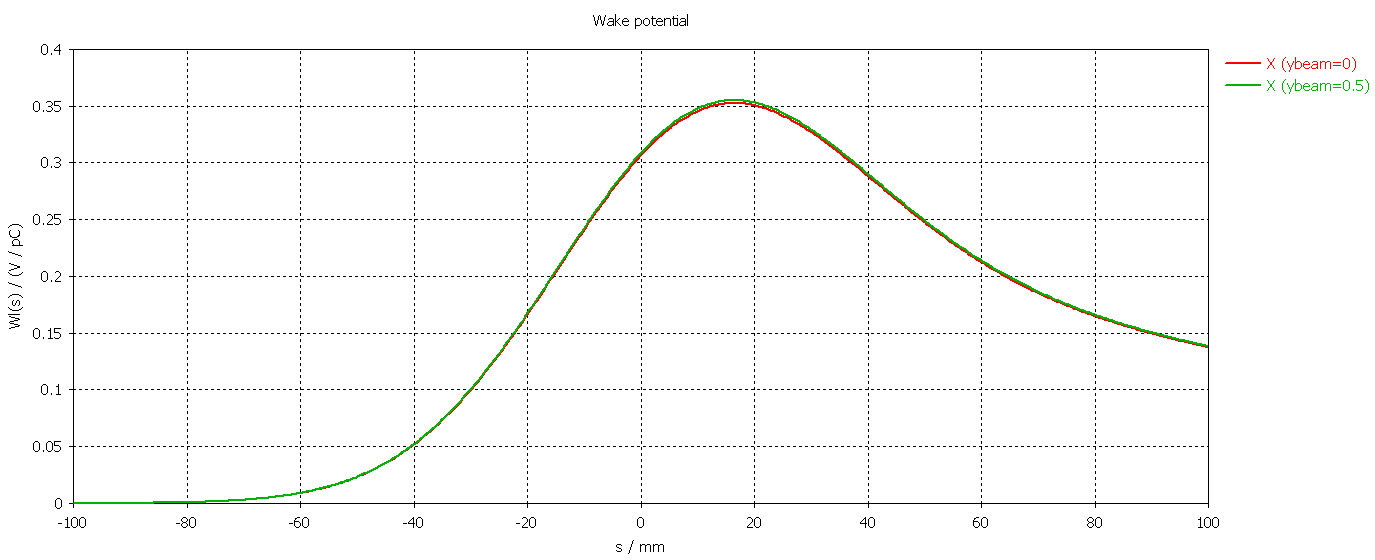 Wake potential
X (ybeam=0)
X (ybeam=0.5)
Wl(s) / (V / pC)
0.4
0.35
0.3
0.25
0.2
0.15
0.1
0.05
0
-100 -80 -60 -40 -20 0 20 40 60 80 100
s / mm